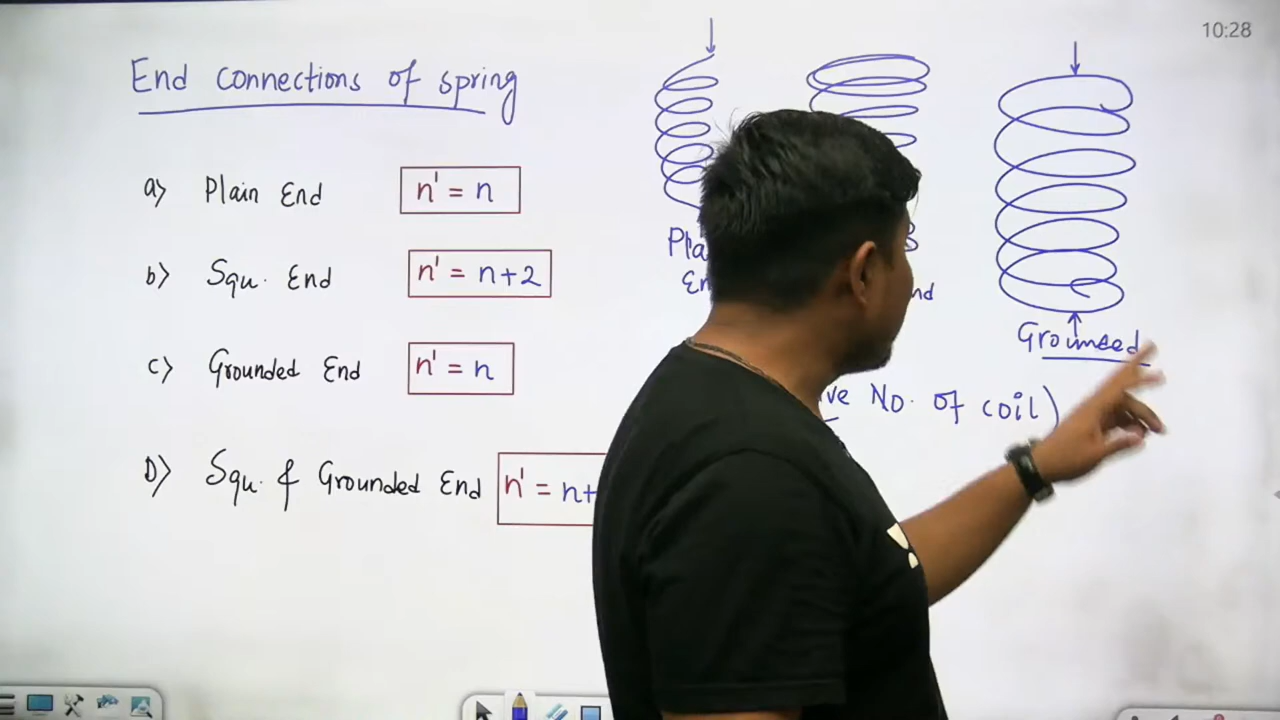 10:28
End connections of spring
a) Plain End n' = n
b) Squ. End n' = n+2
c) Grounded End n' = n
D) Squ. & Grounded End n' = n+
No. of coil)